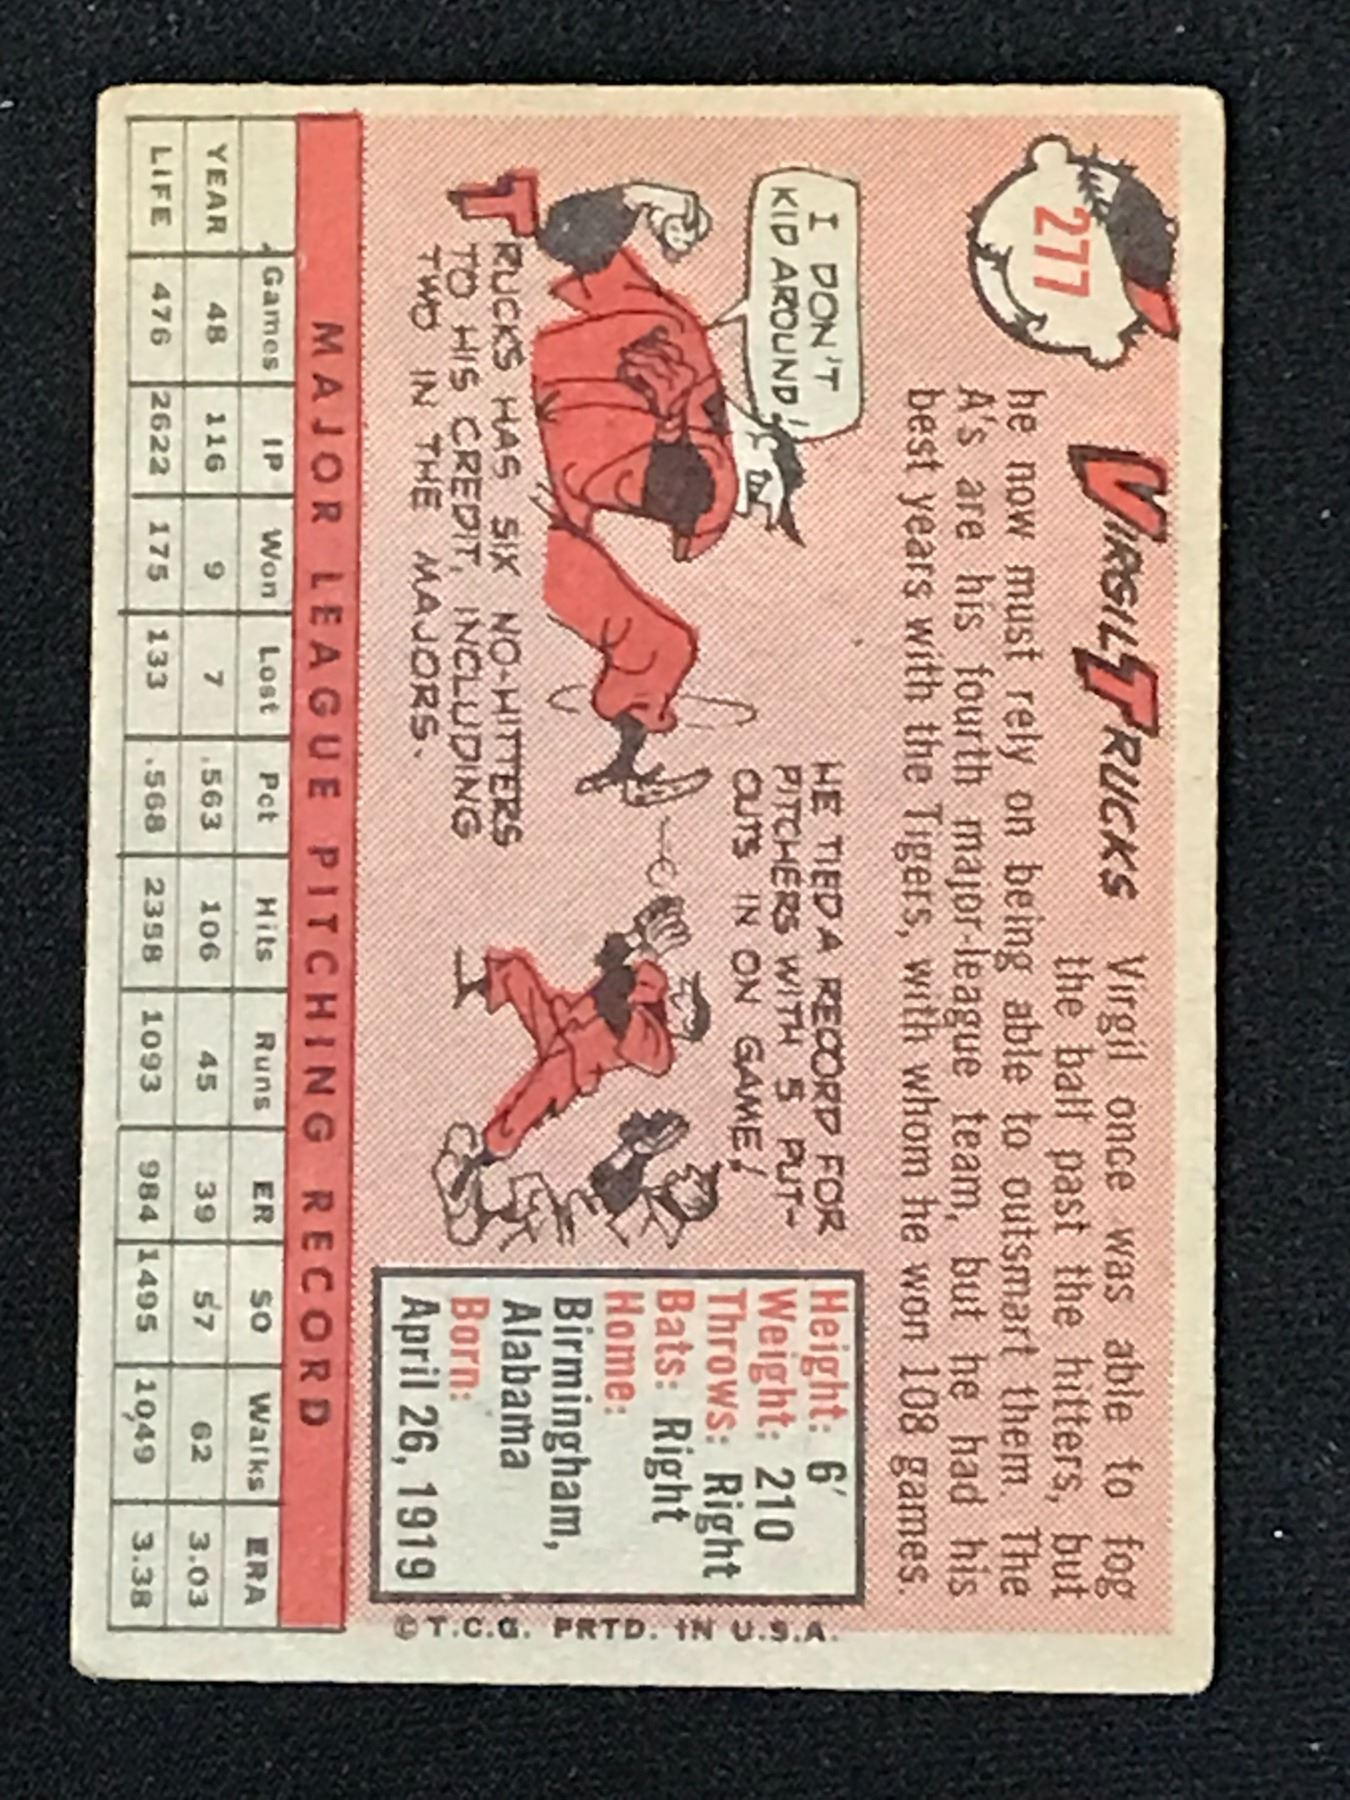 277
VIRGIL TRUCKS
Virgil once was able to fog
the ball past the hitters, but
he now must rely on being able to outsmart them. The
A's are his fourth major-league team, but he had his
best years with the Tigers, with whom he won 108 games.
I DON'T
KID AROUND!
TRUCKS HAS SIX NO-HITTERS
TO HIS CREDIT, INCLUDING
TWO IN THE MAJORS.
HE TIED A RECORD FOR
PITCHERS WITH 5 PUT-
OUTS IN ON GAME!
Height: 6'
Weight: 210
Throws: Right
Bats: Right
Home:
Birmingham,
Alabama
Born:
April 26, 1919
© T.C.G. PRTD. IN U.S.A.
MAJOR LEAGUE PITCHING RECORD
Games IP Won Lost Pct Hits Runs ER SO Walks ERA
YEAR 48 116 9 7 .563 106 45 39 57 62 3.03
LIFE 476 2622 175 133 .568 2358 1093 984 1495 1049 3.38